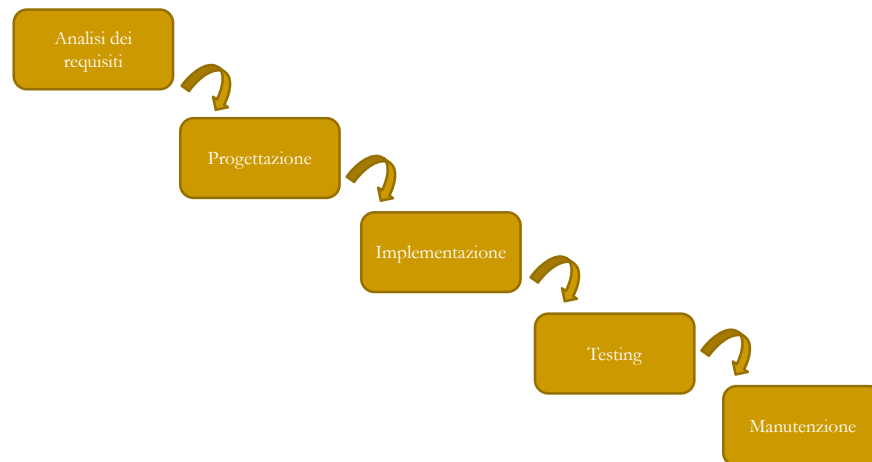 Analisi dei
requisiti
Progettazione
Implementazione
Testing
Manutenzione